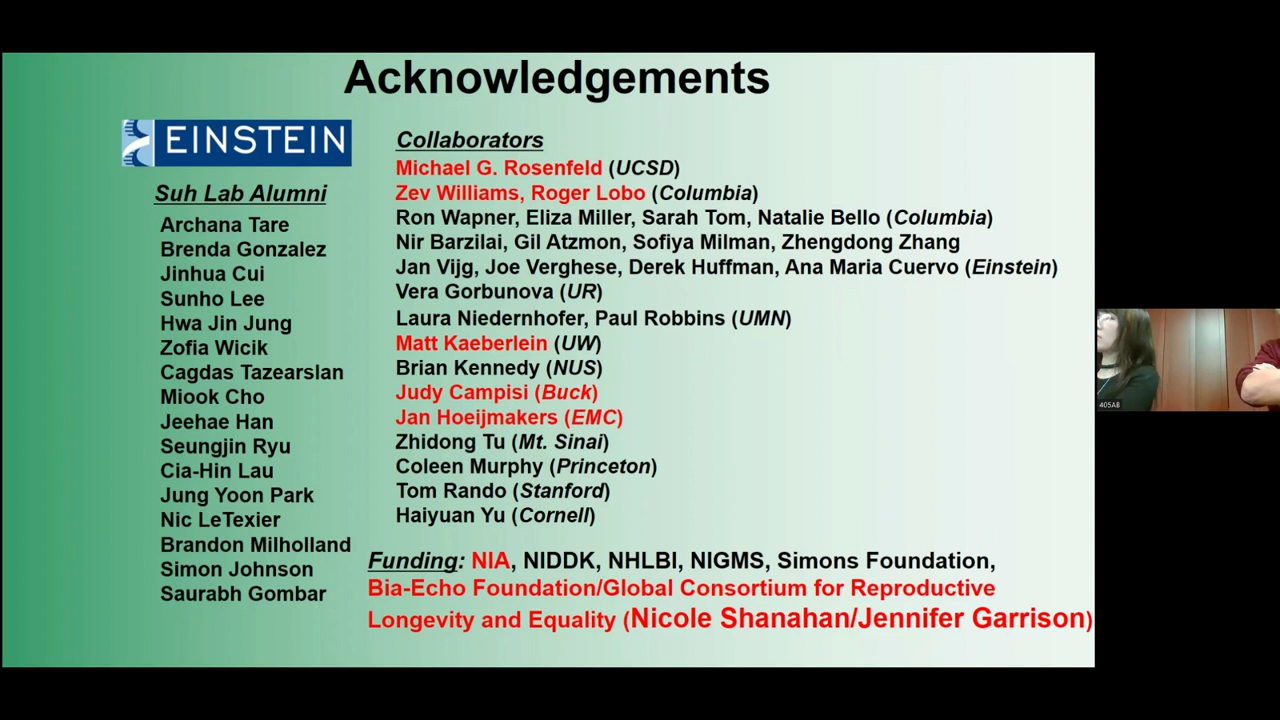 Acknowledgements
EINSTEIN
Suh Lab Alumni
Archana Tare
Brenda Gonzalez
Jinhua Cui
Sunho Lee
Hwa Jin Jung
Zofia Wicik
Cagdas Tazearslan
Miook Cho
Jeehae Han
Seungjin Ryu
Cia-Hin Lau
Jung Yoon Park
Nic LeTexier
Brandon Milholland
Simon Johnson
Saurabh Gombar
Collaborators
Michael G. Rosenfeld (UCSD)
Zev Williams, Roger Lobo (Columbia)
Ron Wapner, Eliza Miller, Sarah Tom, Natalie Bello (Columbia)
Nir Barzilai, Gil Atzmon, Sofiya Milman, Zhengdong Zhang
Jan Vijg, Joe Verghese, Derek Huffman, Ana Maria Cuervo (Einstein)
Vera Gorbunova (UR)
Laura Niedernhofer, Paul Robbins (UMN)
Matt Kaeberlein (UW)
Brian Kennedy (NUS)
Judy Campisi (Buck)
Jan Hoeijmakers (EMC)
Zhidong Tu (Mt. Sinai)
Coleen Murphy (Princeton)
Tom Rando (Stanford)
Haiyuan Yu (Cornell)
Funding: NIA, NIDDK, NHLBI, NIGMS, Simons Foundation,
Bia-Echo Foundation/Global Consortium for Reproductive
Longevity and Equality (Nicole Shanahan/Jennifer Garrison)
405AB